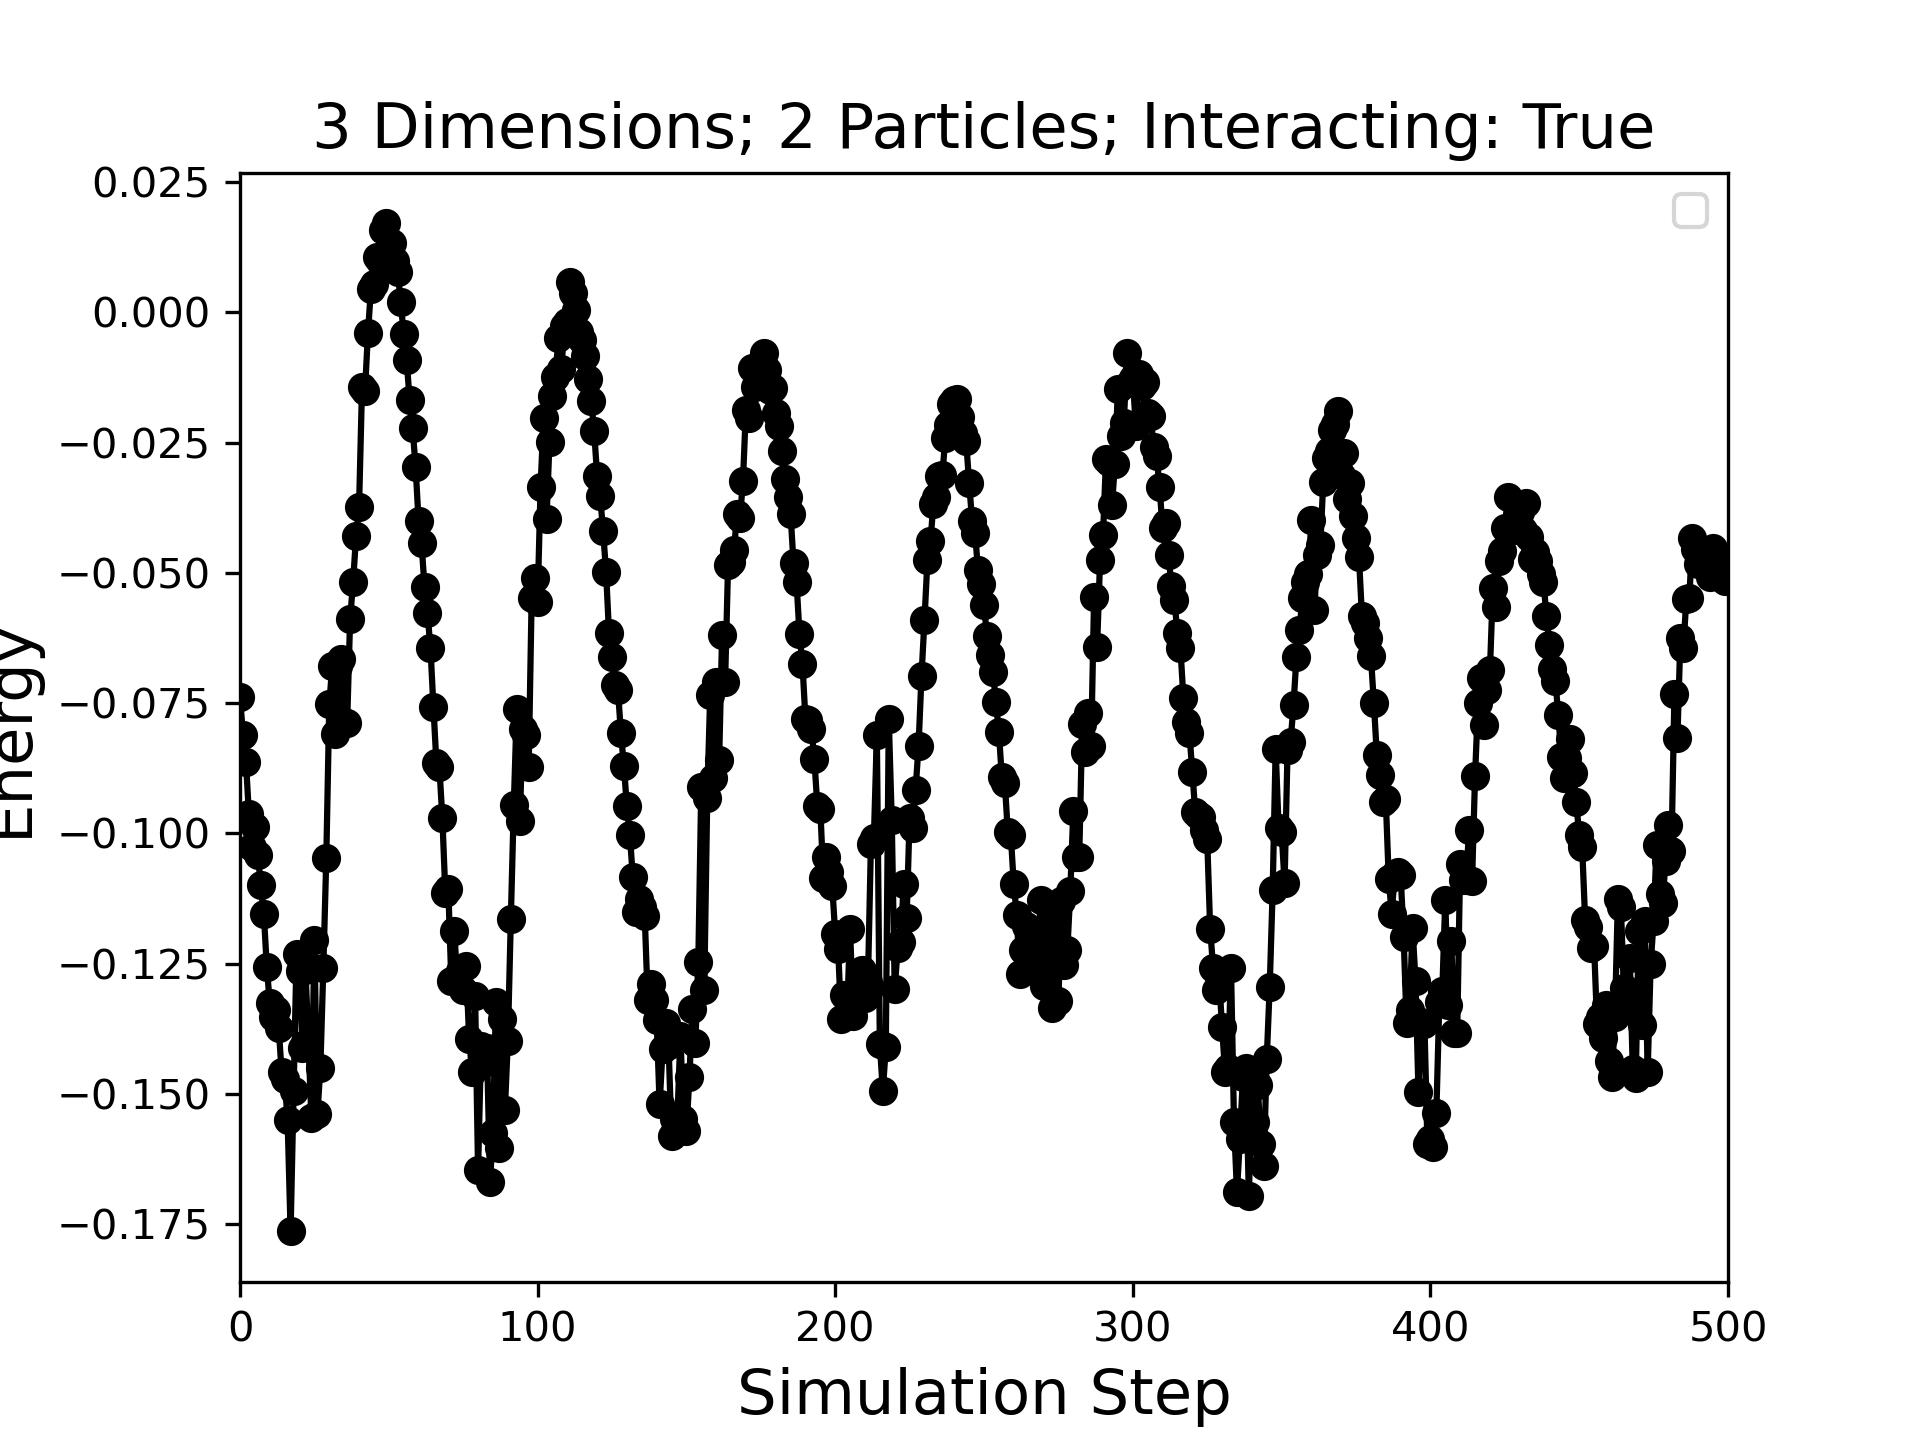 3 Dimensions; 2 Particles; Interacting: True
0.025
0.000
−0.025
−0.050
−0.075
−0.100
−0.125
−0.150
−0.175
Energy
0 100 200 300 400 500
Simulation Step